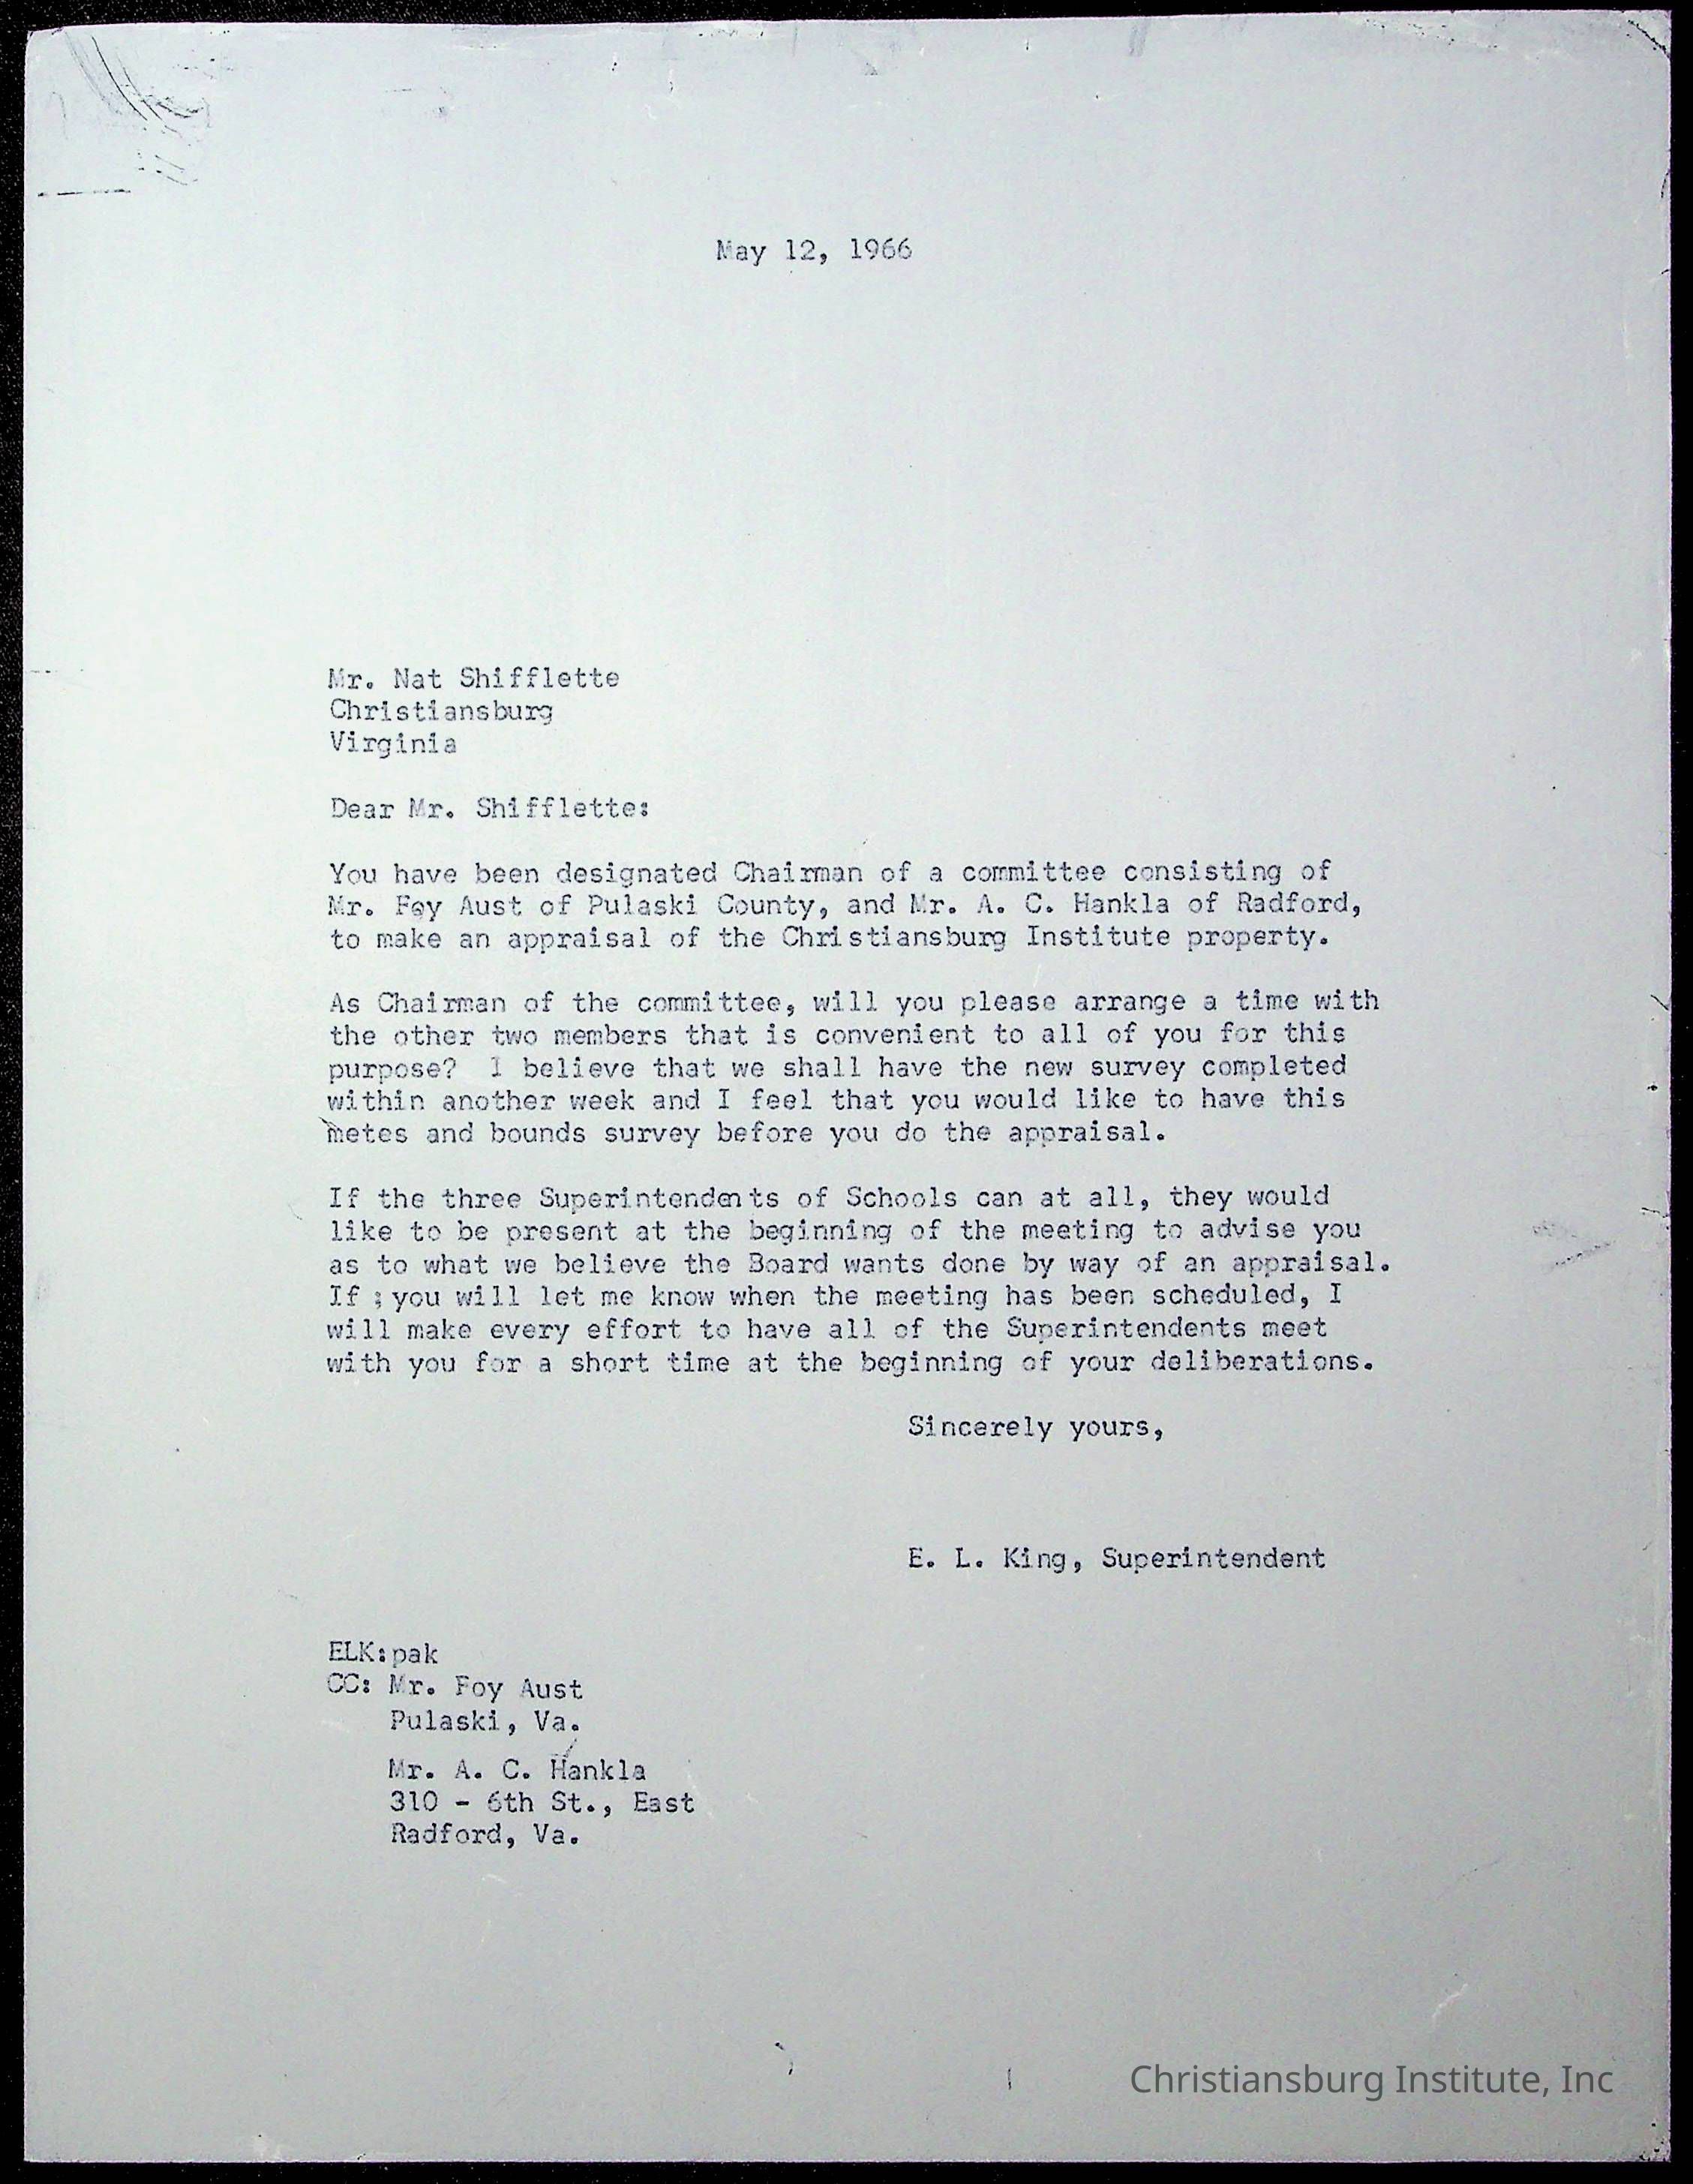 May 12, 1966
Mr. Nat Shifflette
Christiansburg
Virginia
Dear Mr. Shifflette:
You have been designated Chairman of a committee consisting of
Mr. Foy Aust of Pulaski County, and Mr. A. C. Hankla of Radford,
to make an appraisal of the Christiansburg Institute property.
As Chairman of the committee, will you please arrange a time with
the other two members that is convenient to all of you for this
purpose? I believe that we shall have the new survey completed
within another week and I feel that you would like to have this
metes and bounds survey before you do the appraisal.
If the three Superintendents of Schools can at all, they would
like to be present at the beginning of the meeting to advise you
as to what we believe the Board wants done by way of an appraisal.
If ; you will let me know when the meeting has been scheduled, I
will make every effort to have all of the Superintendents meet
with you for a short time at the beginning of your deliberations.
Sincerely yours,
E. L. King, Superintendent
ELK:pak
CC: Mr. Foy Aust
Pulaski, Va.
Mr. A. C. Hankla
310 - 6th St., East
Radford, Va.
Christiansburg Institute, Inc